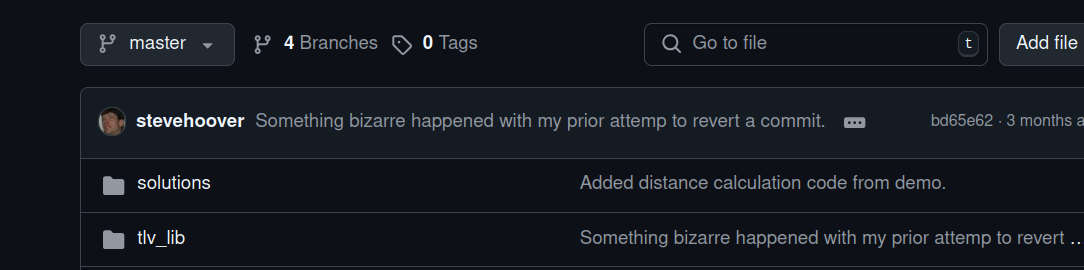 master 4 Branches 0 Tags Go to file t Add file
stevehoover Something bizarre happened with my prior attemp to revert a commit. bd65e62 · 3 months a
solutions Added distance calculation code from demo.
tlv_lib Something bizarre happened with my prior attemp to revert …